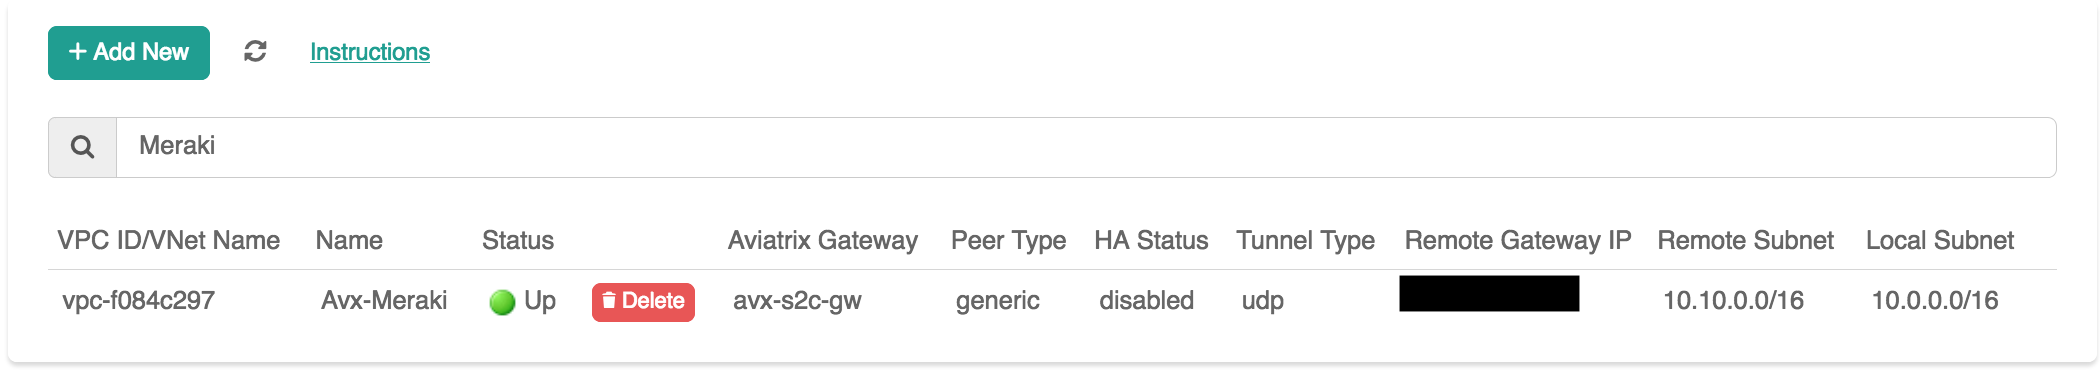 + Add New Instructions
Meraki
VPC ID/VNet Name Name Status Aviatrix Gateway Peer Type HA Status Tunnel Type Remote Gateway IP Remote Subnet Local Subnet
vpc-f084c297 Avx-Meraki Up Delete avx-s2c-gw generic disabled udp 10.10.0.0/16 10.0.0.0/16